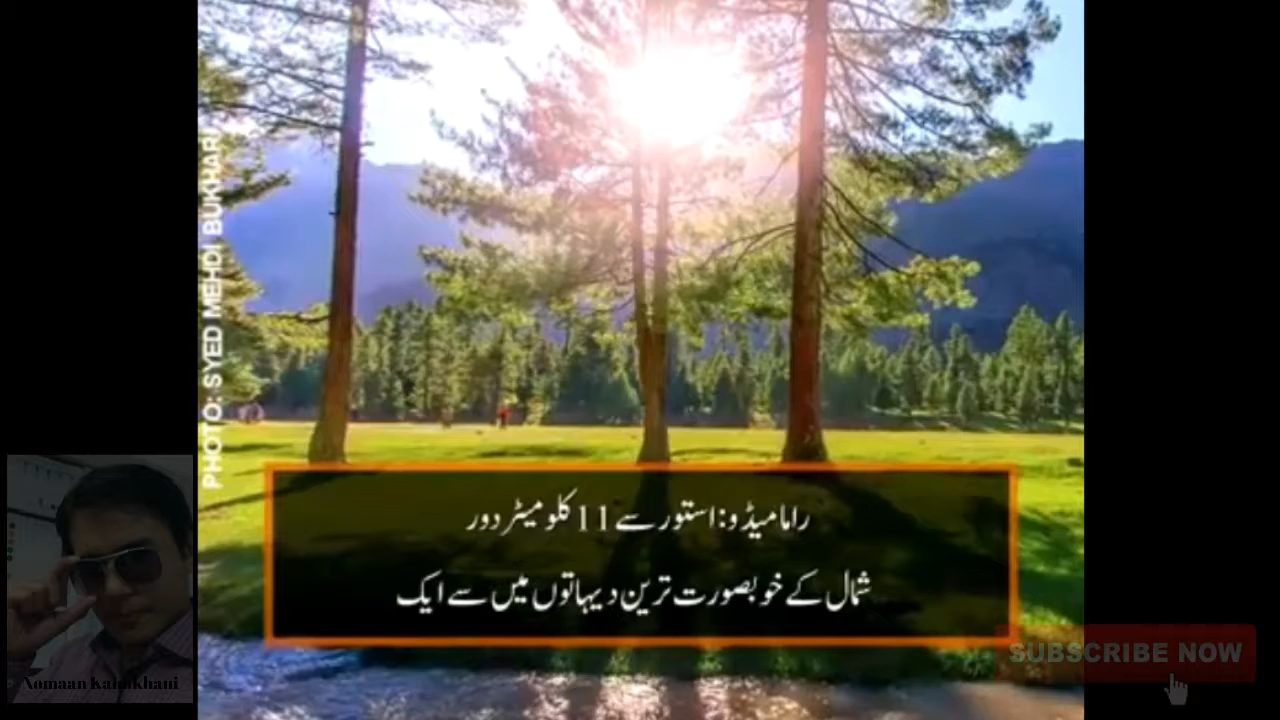 PHOTO: SYED MEHDI BUKHARI
راما میڈو: استور سے 11 کلو میٹر دور
شمال کے خوبصورت ترین دیہاتوں میں سے ایک
SUBSCRIBE NOW
Nomaan Kaimkhani